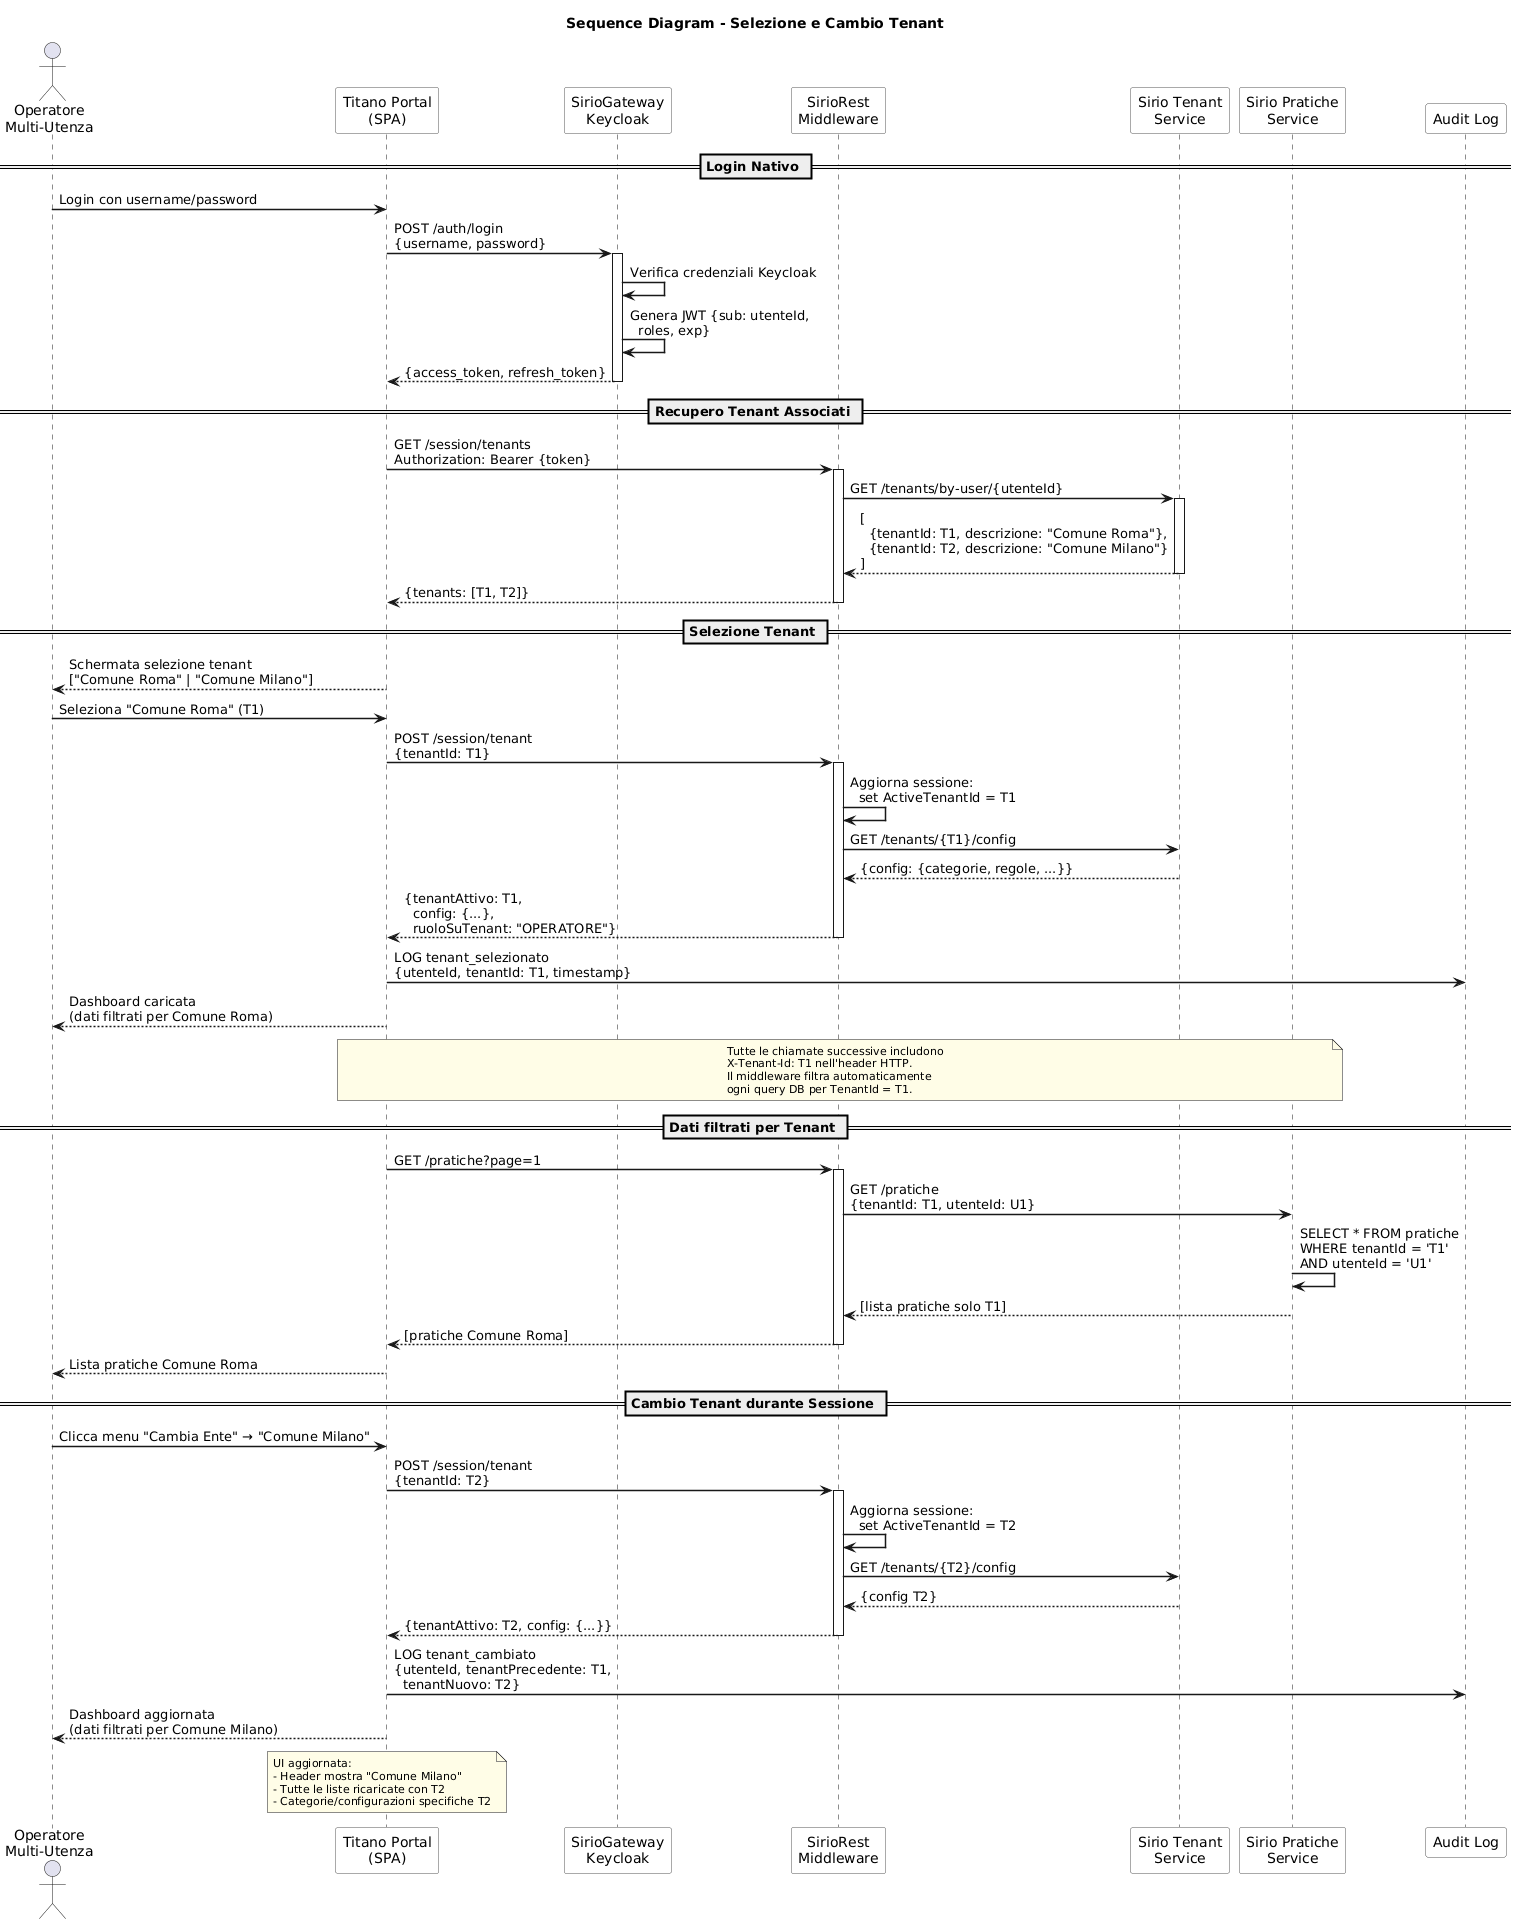 Sequence Diagram - Selezione e Cambio Tenant
Operatore
Multi-Utenza
Titano Portal
(SPA)
SirioGateway
Keycloak
SirioRest
Middleware
Sirio Tenant
Service
Sirio Pratiche
Service
Audit Log
Login Nativo
Login con username/password
POST /auth/login
{username, password}
Verifica credenziali Keycloak
Genera JWT {sub: utenteId,
roles, exp}
{access_token, refresh_token}
Recupero Tenant Associati
GET /session/tenants
Authorization: Bearer {token}
GET /tenants/by-user/{utenteId}
[
{tenantId: T1, descrizione: "Comune Roma"},
{tenantId: T2, descrizione: "Comune Milano"}
]
{tenants: [T1, T2]}
Selezione Tenant
Schermata selezione tenant
["Comune Roma" | "Comune Milano"]
Seleziona "Comune Roma" (T1)
POST /session/tenant
{tenantId: T1}
Aggiorna sessione:
set ActiveTenantId = T1
GET /tenants/{T1}/config
{config: {categorie, regole, ...}}
{tenantAttivo: T1,
config: {...},
ruoloSuTenant: "OPERATORE"}
LOG tenant_selezionato
{utenteId, tenantId: T1, timestamp}
Dashboard caricata
(dati filtrati per Comune Roma)
Tutte le chiamate successive includono
X-Tenant-Id: T1 nell'header HTTP.
Il middleware filtra automaticamente
ogni query DB per TenantId = T1.
Dati filtrati per Tenant
GET /pratiche?page=1
GET /pratiche
{tenantId: T1, utenteId: U1}
SELECT * FROM pratiche
WHERE tenantId = 'T1'
AND utenteId = 'U1'
[lista pratiche solo T1]
[pratiche Comune Roma]
Lista pratiche Comune Roma
Cambio Tenant durante Sessione
Clicca menu "Cambia Ente" → "Comune Milano"
POST /session/tenant
{tenantId: T2}
Aggiorna sessione:
set ActiveTenantId = T2
GET /tenants/{T2}/config
{config T2}
{tenantAttivo: T2, config: {...}}
LOG tenant_cambiato
{utenteId, tenantPrecedente: T1,
tenantNuovo: T2}
Dashboard aggiornata
(dati filtrati per Comune Milano)
UI aggiornata:
- Header mostra "Comune Milano"
- Tutte le liste ricaricate con T2
- Categorie/configurazioni specifiche T2
Operatore
Multi-Utenza
Titano Portal
(SPA)
SirioGateway
Keycloak
SirioRest
Middleware
Sirio Tenant
Service
Sirio Pratiche
Service
Audit Log